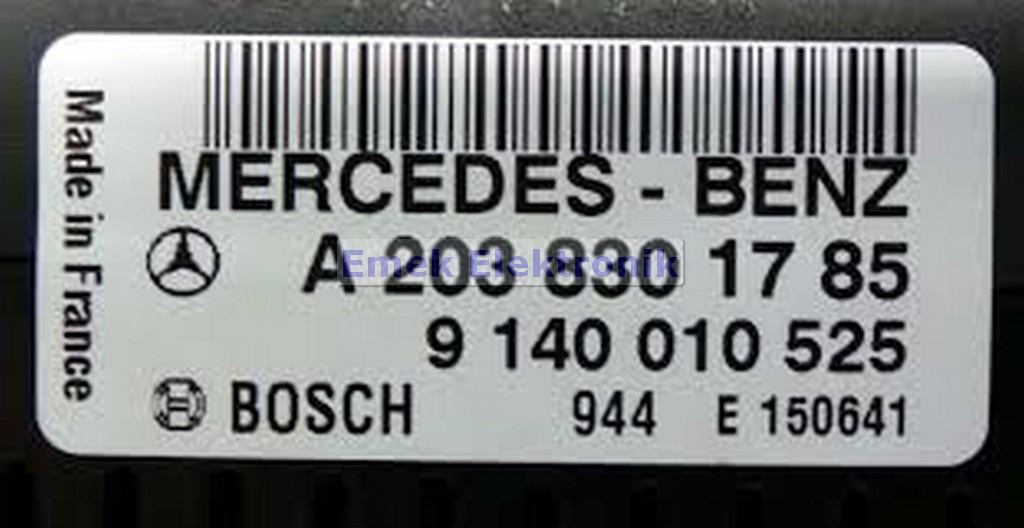 Made in France
MERCEDES - BENZ
A 203 830 17 85
Emek Elektronik
9 140 010 525
BOSCH 944 E 150641